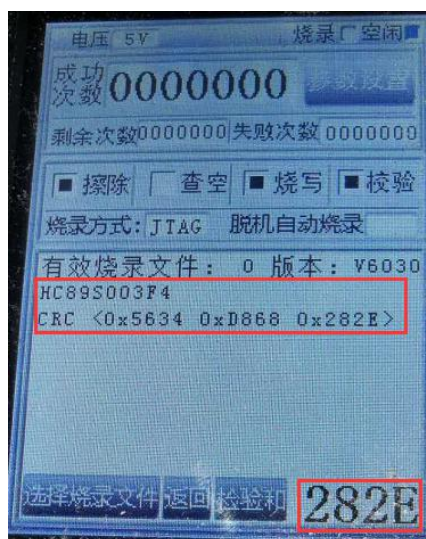 电压 5V 烧录 空闲
成功次数 0000000 参数设置
剩余次数 0000000 失败次数 0000000
擦除 查空 烧写 校验
烧录方式: JTAG 脱机自动烧录
有效烧录文件: 0 版本: V6030
HC89S003F4
CRC <0x5634 0xD868 0x282E>
选择烧录文件 返回 检验和 282E